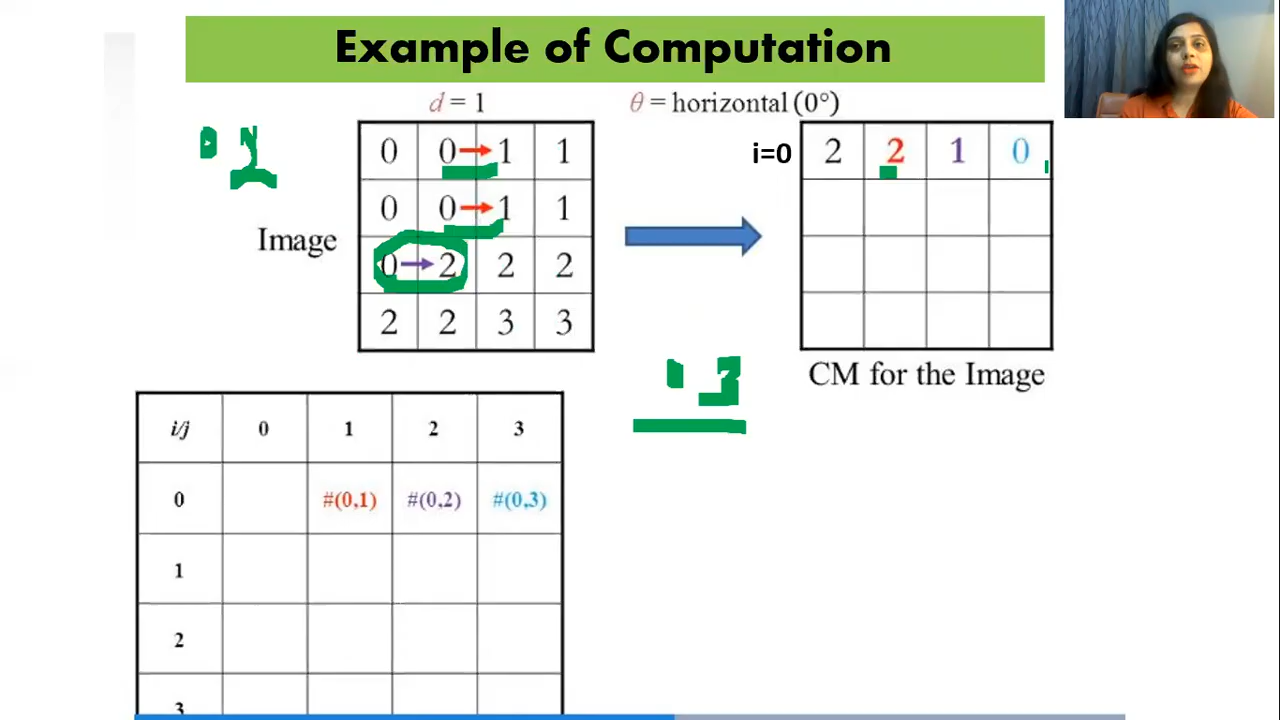 Example of Computation
d = 1
θ = horizontal (0°)
0 0 1 1
0 0 1 1
0 2 2 2
2 2 3 3
Image
i=0
2 2 1 0
CM for the Image
i/j 0 1 2 3
0 #(0,1) #(0,2) #(0,3)
1
2
3